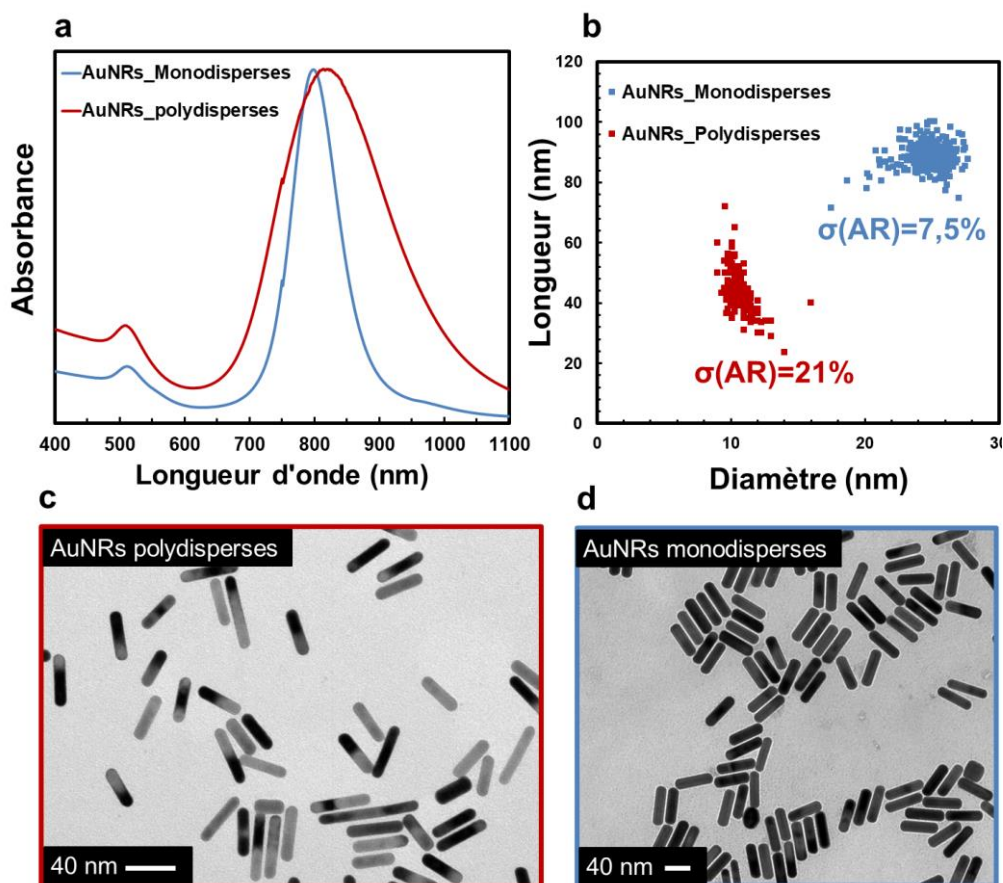 a
AuNRs_Monodisperses
AuNRs_polydisperses
Absorbance
400 500 600 700 800 900 1000 1100
Longueur d'onde (nm)
b
120
100
80
60
40
20
0
AuNRs_Monodisperses
AuNRs_Polydisperses
σ(AR)=7,5%
σ(AR)=21%
Longueur (nm)
0 10 20 30
Diamètre (nm)
c
AuNRs polydisperses
40 nm
d
AuNRs monodisperses
40 nm